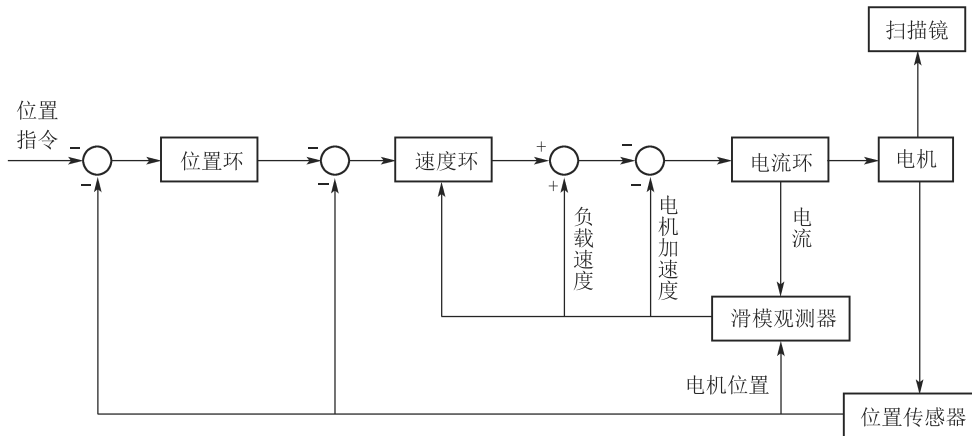 扫描镜
位置
指令
位置环
速度环
电流环
电机
负载速度
电机加速度
电流
滑模观测器
电机位置
位置传感器